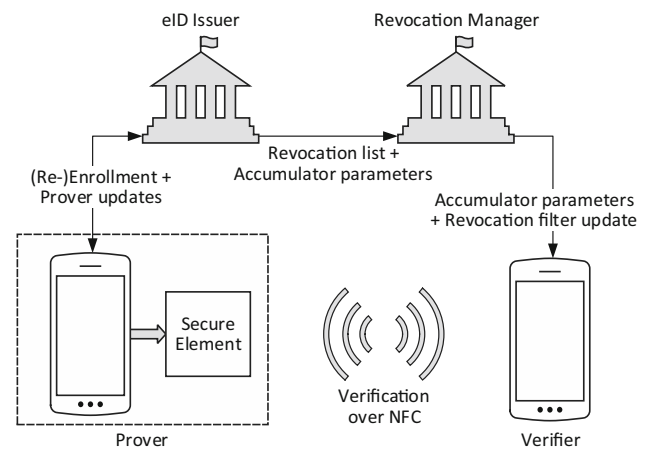 eID Issuer
Revocation Manager
Revocation list +
Accumulator parameters
(Re-)Enrollment +
Prover updates
Accumulator parameters
+ Revocation filter update
Secure
Element
Verification
over NFC
Prover
Verifier